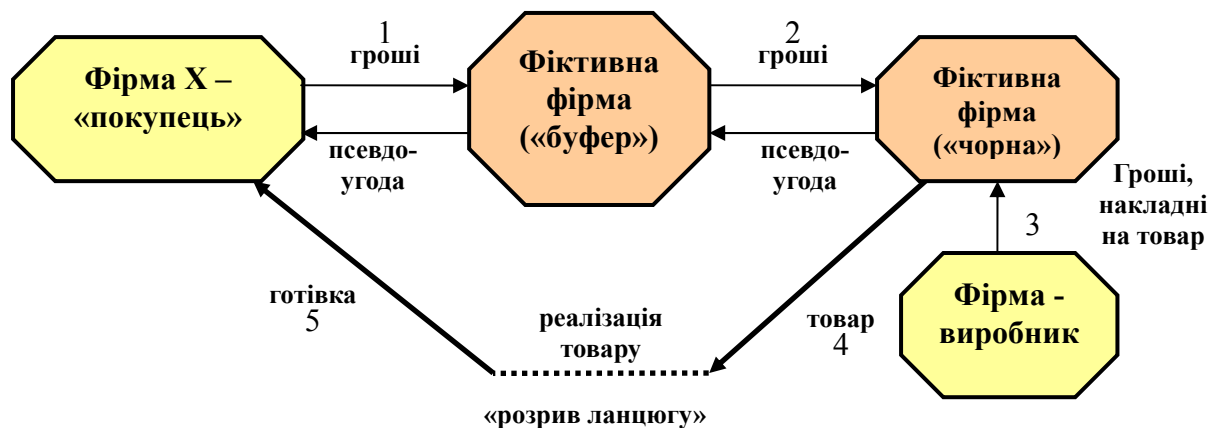 1
гроші
2
гроші
Фірма X –
«покупець»
Фіктивна
фірма
(«буфер»)
Фіктивна
фірма
(«чорна»)
псевдо-
угода
псевдо-
угода
Гроші,
накладні
на товар
3
Фірма -
виробник
готівка
5
реалізація
товару
товар
4
«розрив ланцюгу»